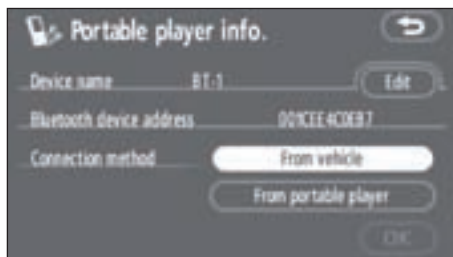 Portable player info.
Device name BT-1 Edit
Bluetooth device address 001CEE4C0EB7
Connection method From vehicle
From portable player
OK